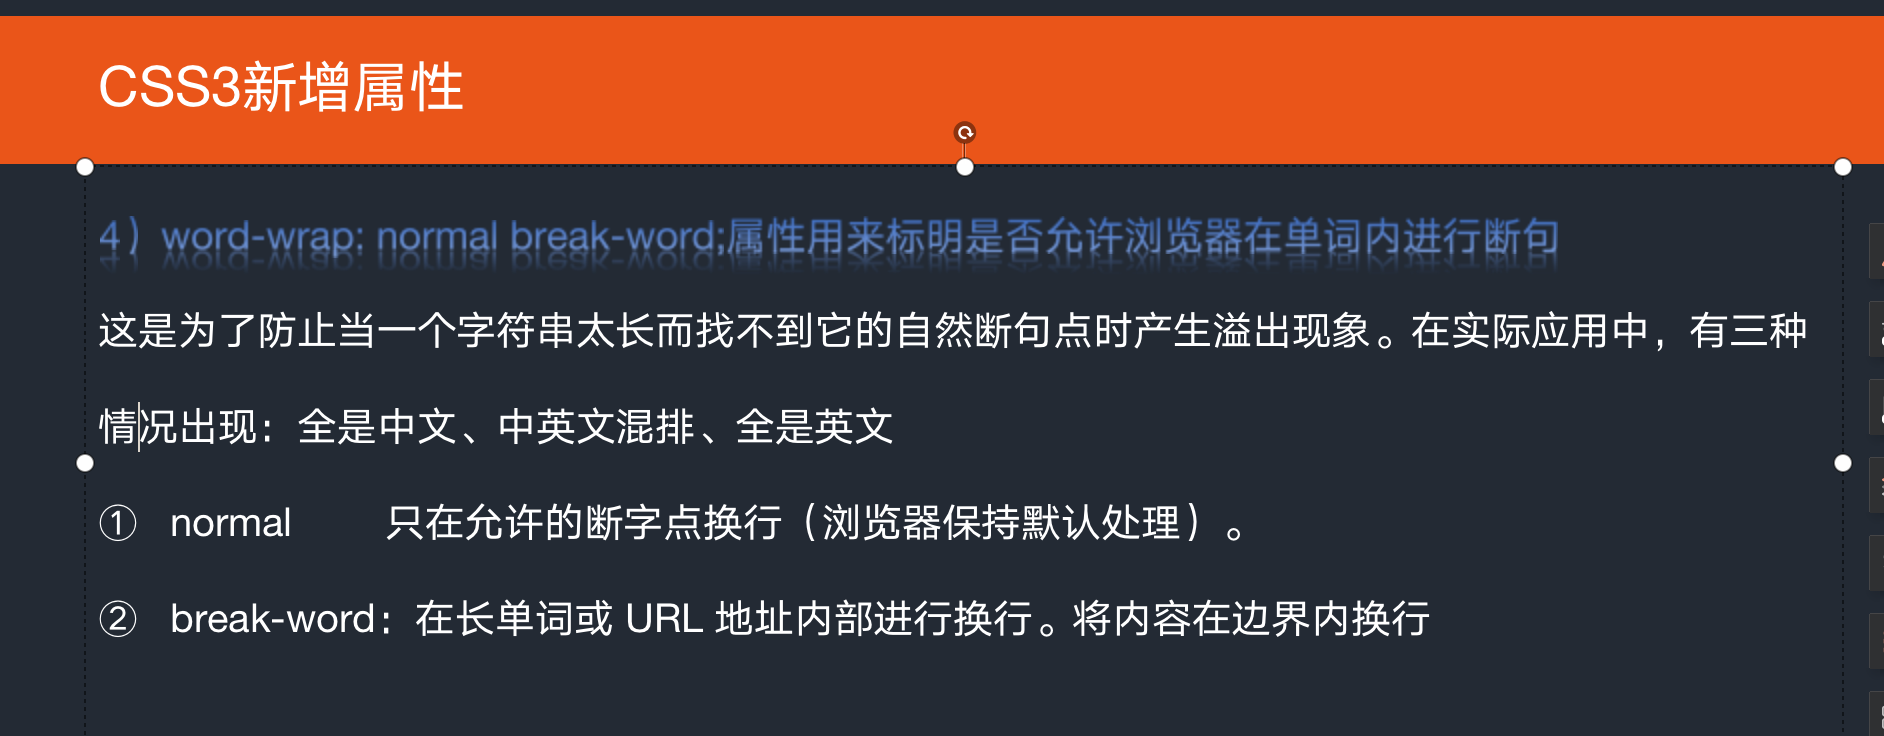 CSS3新增属性
4）word-wrap: normal break-word;属性用来标明是否允许浏览器在单词内进行断句
这是为了防止当一个字符串太长而找不到它的自然断句点时产生溢出现象。在实际应用中，有三种
情况出现：全是中文、中英文混排、全是英文
① normal 只在允许的断字点换行（浏览器保持默认处理）。
② break-word：在长单词或 URL 地址内部进行换行。将内容在边界内换行